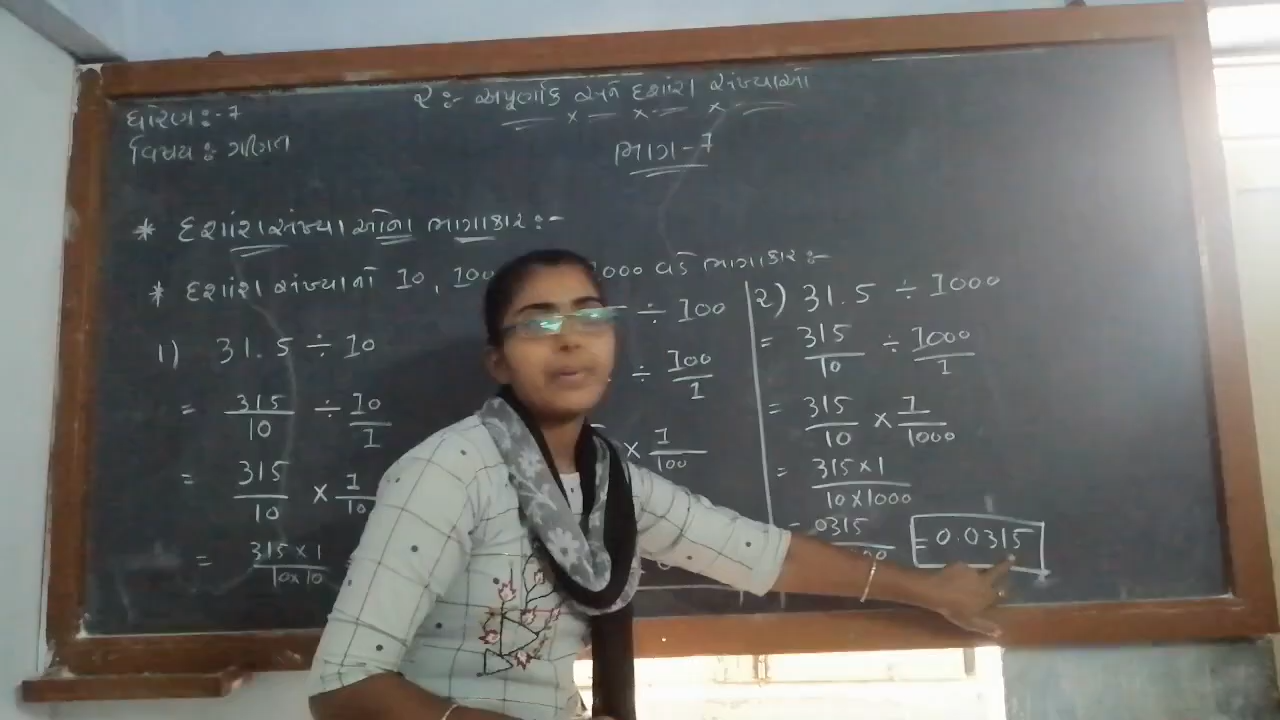 ધોરણ:-7
૨:- અપૂર્ણાંક અને દશાંશ સંખ્યાઓ
વિષય: ગણિત
ભાગ-7
* દશાંશ સંખ્યાઓના ભાગાકાર:-
* દશાંશ સંખ્યાનો 10, 100 1000 વડે ભાગાકાર:-
1) 31.5 ÷ 10
= 315/10 ÷ 10/1
= 315/10 × 1/10
= 315×1/10×10
÷ 100
÷ 100/1
× 1/100
૨) 31.5 ÷ 1000
= 315/10 ÷ 1000/1
= 315/10 × 1/1000
= 315×1/10×1000
= 0315
= 0.0315